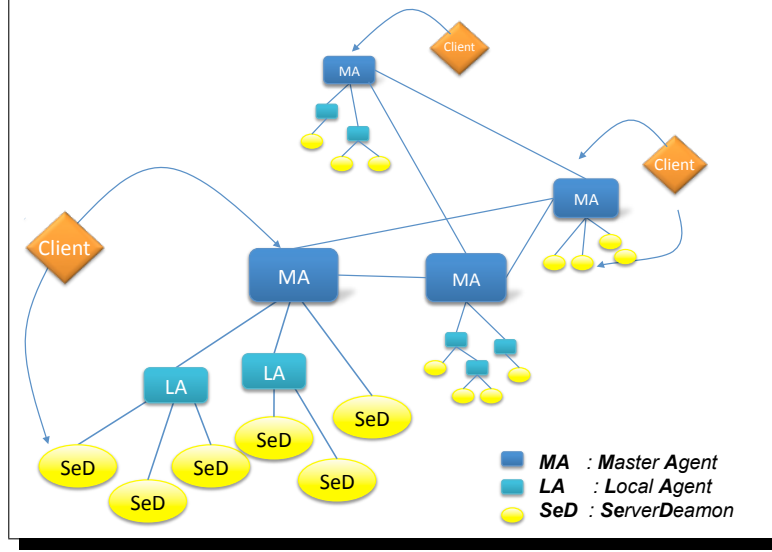 Client
MA
Client
MA
Client
MA
MA
LA
LA
SeD
SeD
SeD
SeD
SeD
SeD
MA : Master Agent
LA : Local Agent
SeD : ServerDeamon